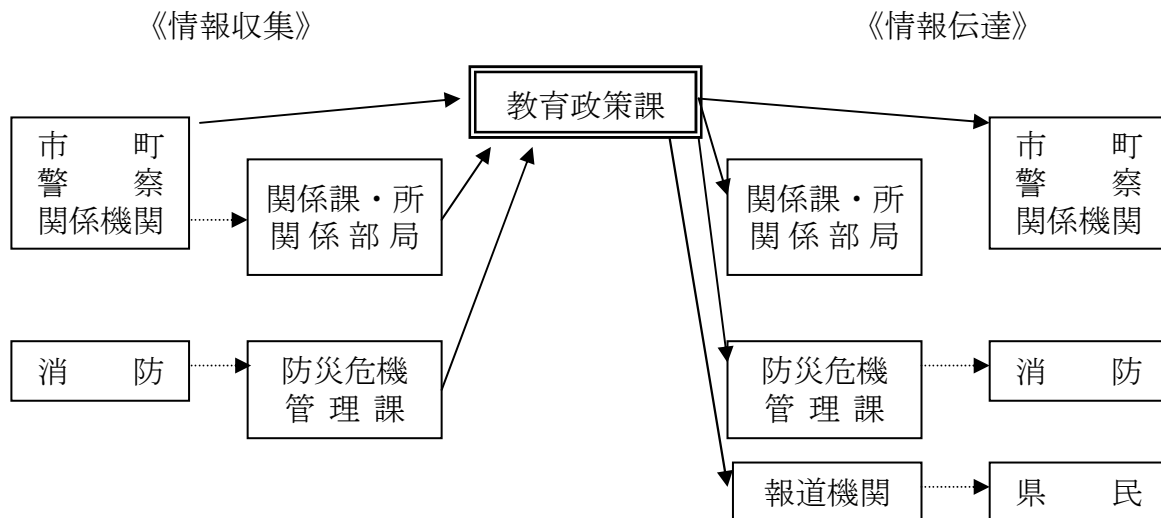 《情報収集》
《情報伝達》
教育政策課
市　　町
警　　察
関係機関
関係課・所
関 係 部 局
消　　防
防災危機
管 理 課
関係課・所
関 係 部 局
市　　町
警　　察
関係機関
防災危機
管 理 課
消　　防
報道機関
県　　民